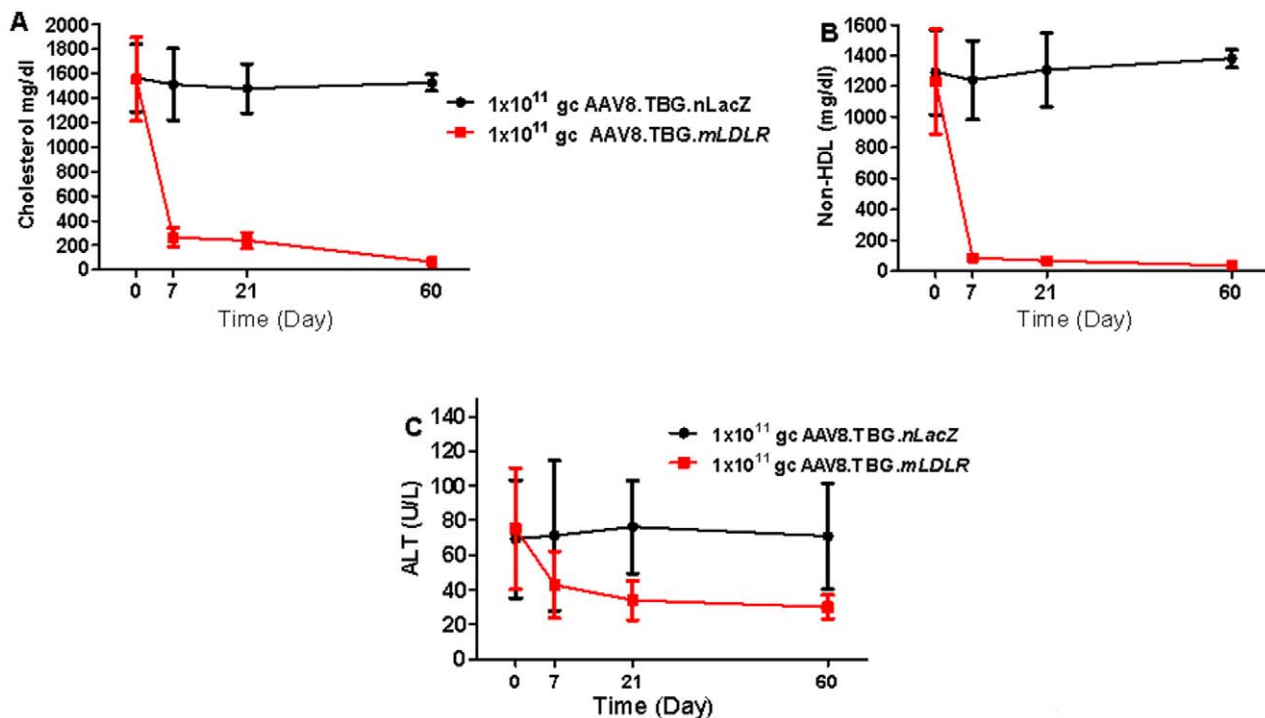 A
Cholesterol mg/dl
2000
1800
1600
1400
1200
1000
800
600
400
200
0
0 7 21 60
Time (Day)
1x10¹¹ gc AAV8.TBG.nLacZ
1x10¹¹ gc AAV8.TBG.mLDLR
B
Non-HDL (mg/dl)
1600
1400
1200
1000
800
600
400
200
0
0 7 21 60
Time (Day)
C
ALT (U/L)
140
120
100
80
60
40
20
0
0 7 21 60
Time (Day)
1x10¹¹ gc AAV8.TBG.nLacZ
1x10¹¹ gc AAV8.TBG.mLDLR